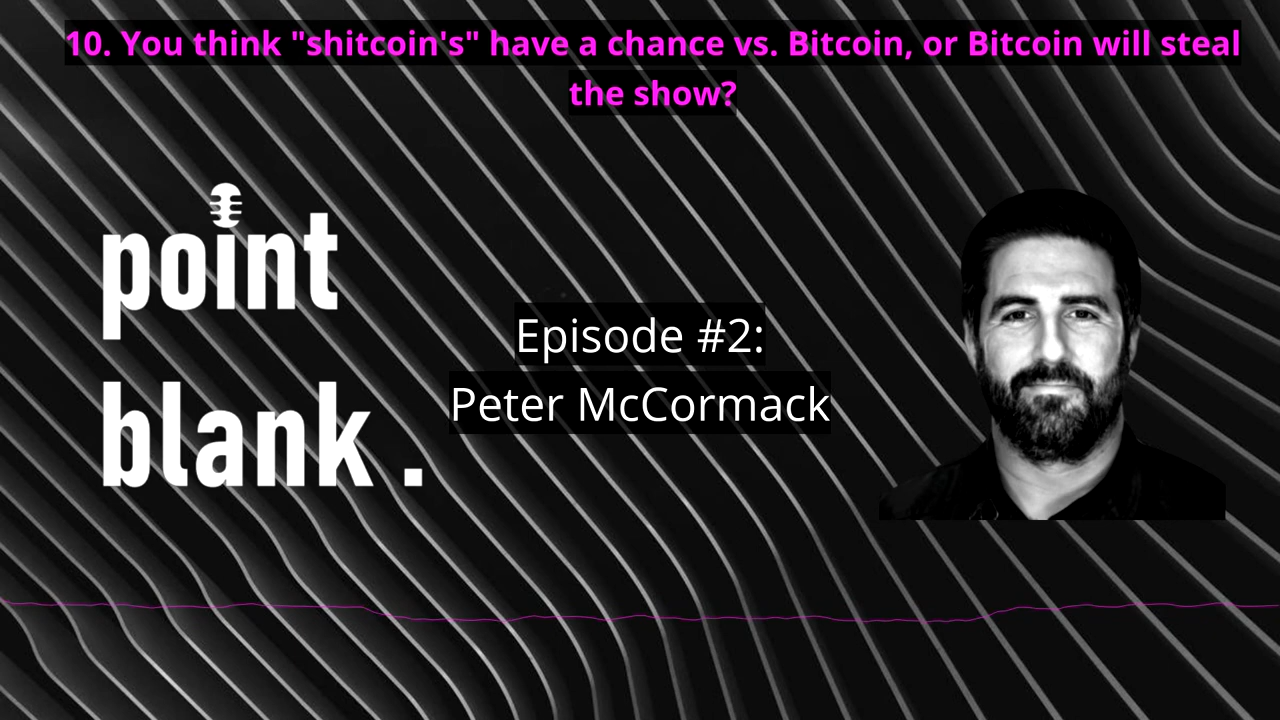 10. You think "shitcoin's" have a chance vs. Bitcoin, or Bitcoin will steal
the show?
point
blank.
Episode #2:
Peter McCormack